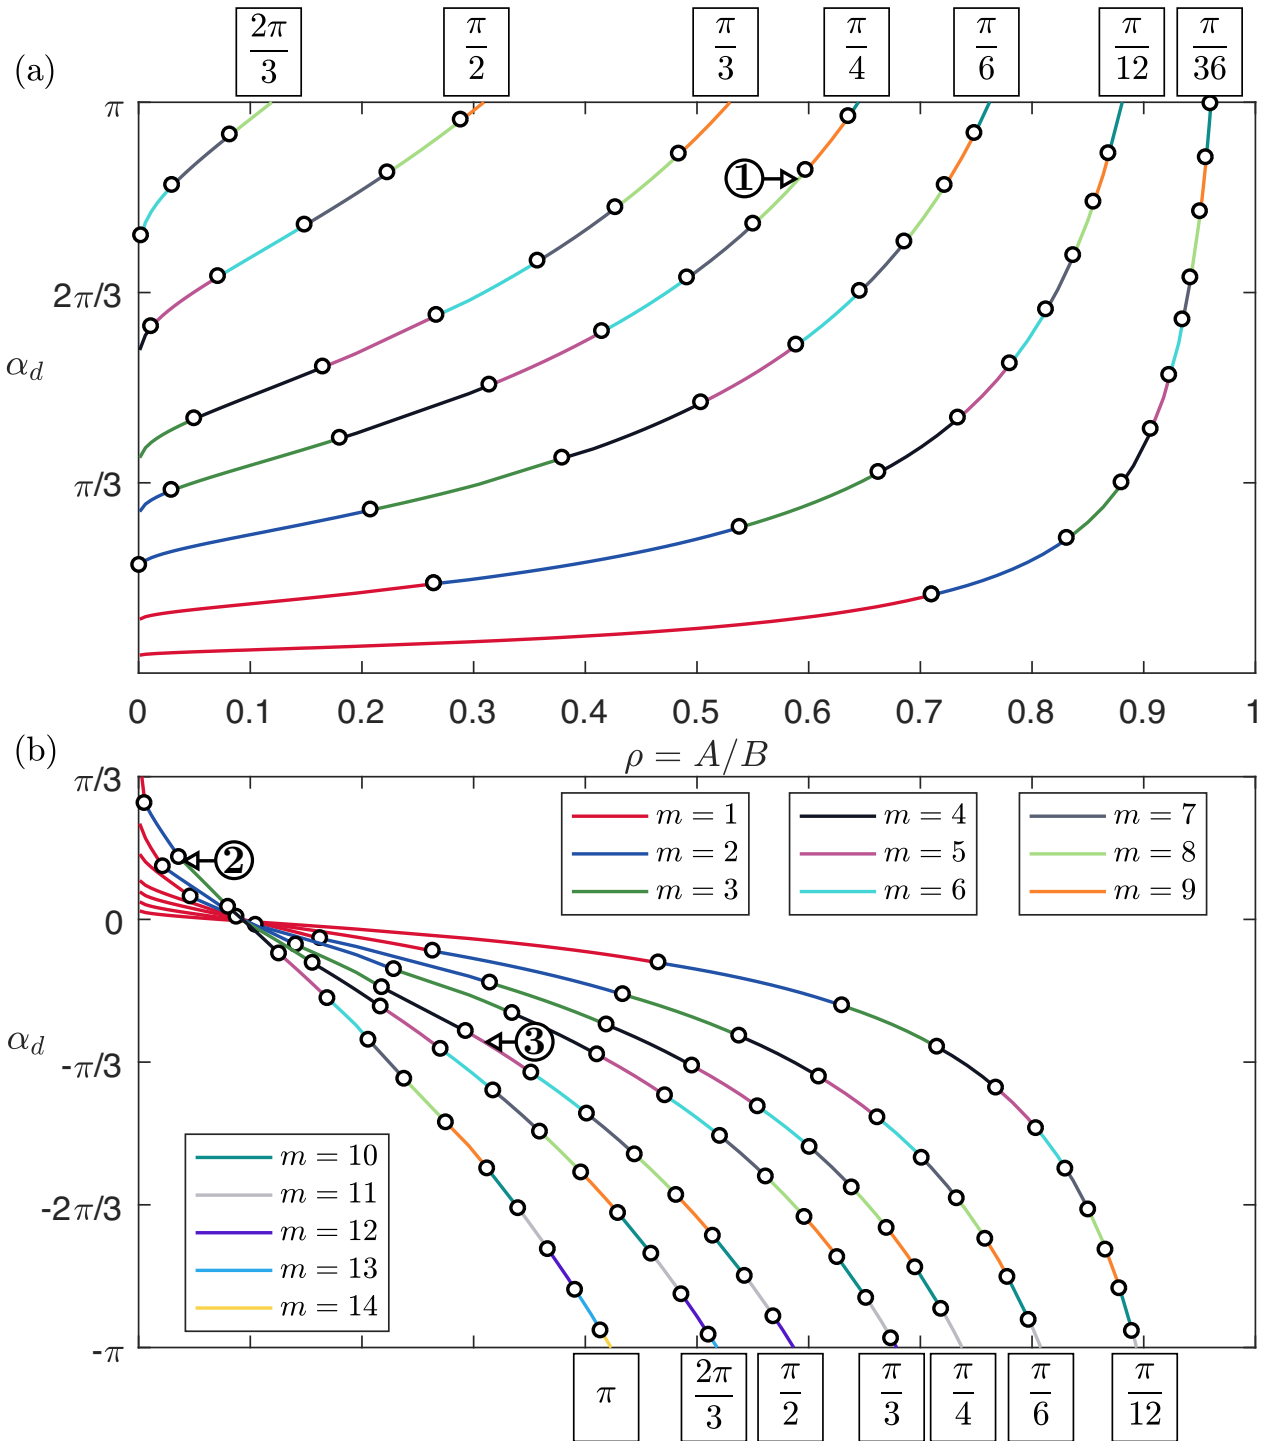 (a)
2π/3 π/2 π/3 π/4 π/6 π/12 π/36
π
2π/3
α_d
π/3
1
0 0.1 0.2 0.3 0.4 0.5 0.6 0.7 0.8 0.9 1
ρ = A/B
(b)
π/3
0
α_d
-π/3
-2π/3
-π
m = 1 m = 4 m = 7
m = 2 m = 5 m = 8
m = 3 m = 6 m = 9
2
3
m = 10
m = 11
m = 12
m = 13
m = 14
π 2π/3 π/2 π/3 π/4 π/6 π/12